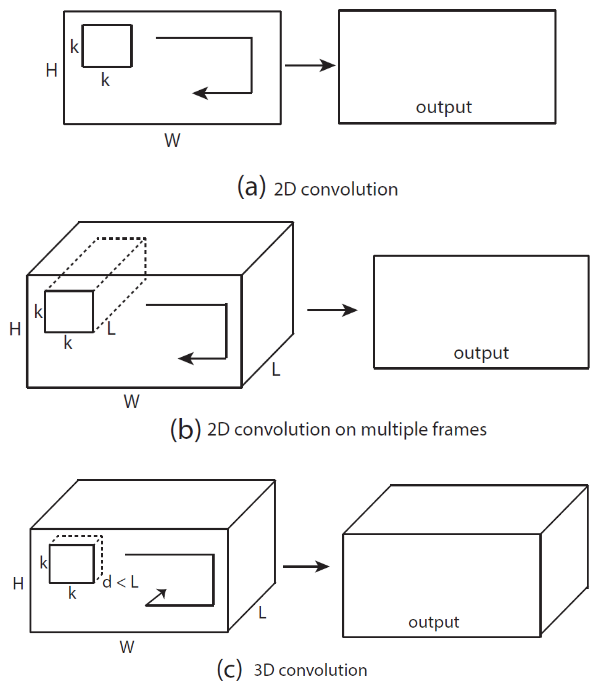 k
k
H
W
output
(a) 2D convolution
k
k
L
H
W
L
output
(b) 2D convolution on multiple frames
k
k
d < L
H
W
L
output
(c) 3D convolution